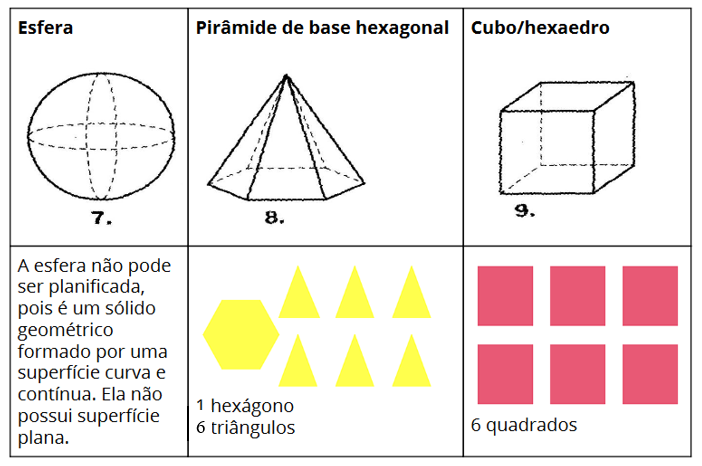 Esfera
Pirâmide de base hexagonal
Cubo/hexaedro
7.
8.
9.
A esfera não pode
ser planificada,
pois é um sólido
geométrico
formado por uma
superfície curva e
contínua. Ela não
possui superfície
plana.
1 hexágono
6 triângulos
6 quadrados